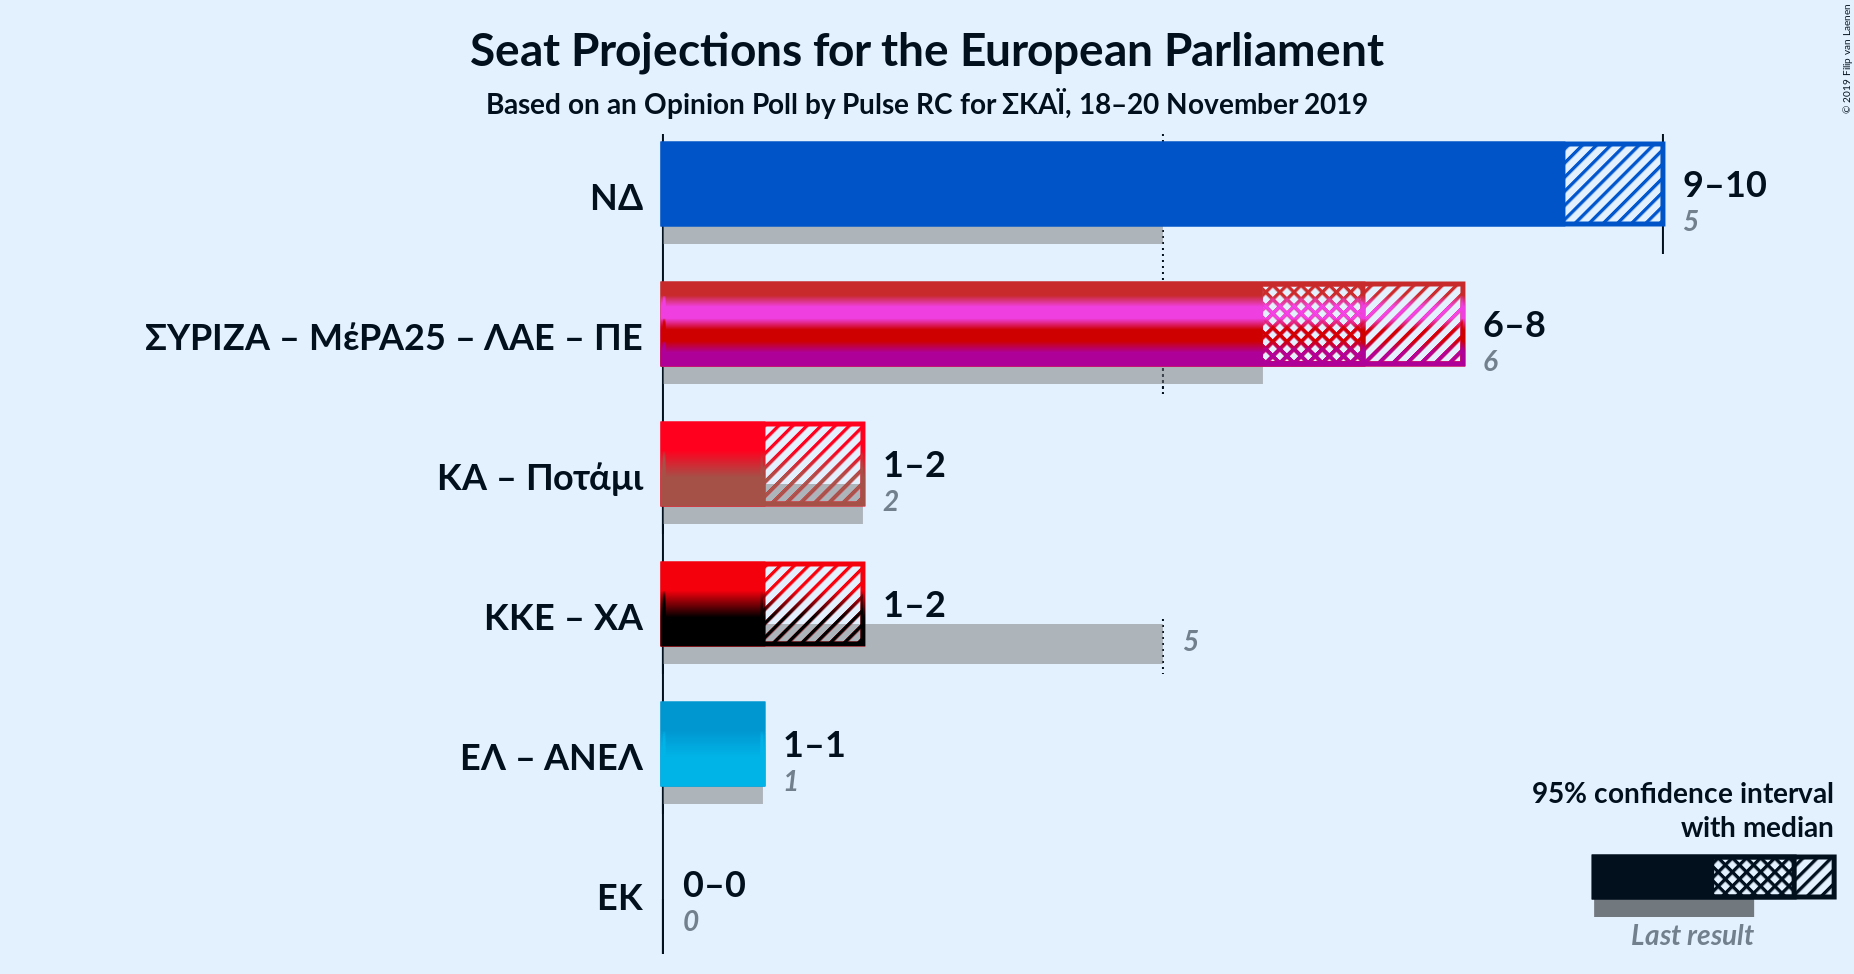 Seat Projections for the European Parliament
Based on an Opinion Poll by Pulse RC for ΣΚΑΪ, 18–20 November 2019
© 2019 Filip van Laenen
ΝΔ
9–10
5
ΣΥΡΙΖΑ – ΜέΡΑ25 – ΛΑΕ – ΠΕ
6–8
6
ΚΑ – Ποτάμι
1–2
2
ΚΚΕ – ΧΑ
1–2
5
ΕΛ – ΑΝΕΛ
1–1
1
ΕΚ
0–0
0
95% confidence interval
with median
Last result